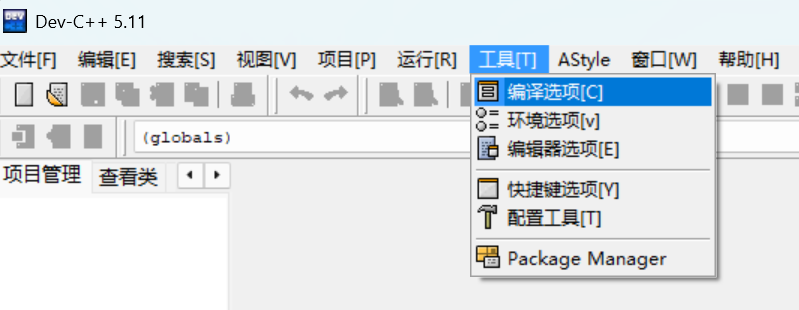 Dev-C++ 5.11
文件[F] 编辑[E] 搜索[S] 视图[V] 项目[P] 运行[R] 工具[T] AStyle 窗口[W] 帮助[H]
编译选项[C]
环境选项[v]
编辑器选项[E]
(globals)
项目管理 查看类
快捷键选项[Y]
配置工具[T]
Package Manager